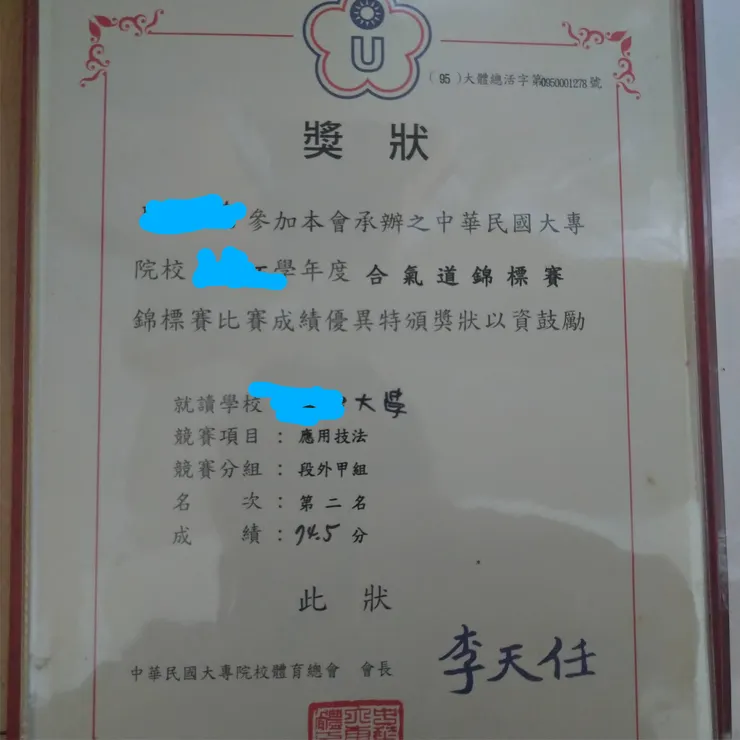 U
( 95 )大體總活字第0950001278號
獎狀
參加本會承辦之中華民國大專
院校 學年度 合氣道錦標賽
錦標賽比賽成績優異特頒獎狀以資鼓勵
就讀學校 大學
競賽項目：應用技法
競賽分組：段外甲組
名次：第二名
成績：74.5分
此狀
中華民國大專院校體育總會 會長 李天任